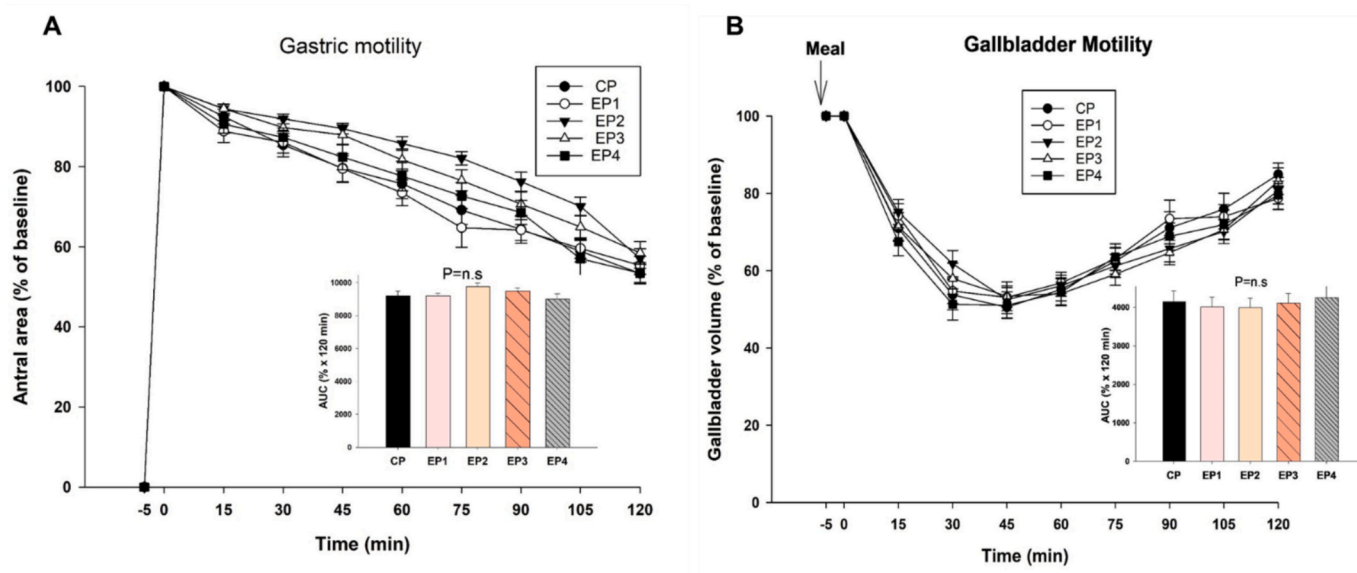 A
Gastric motility
CP
EP1
EP2
EP3
EP4
100
80
60
40
20
0
Antral area (% of baseline)
-5 0 15 30 45 60 75 90 105 120
Time (min)
P=n.s
10000
8000
6000
4000
2000
0
AUC (% x 120 min)
CP EP1 EP2 EP3 EP4
B
Meal
Gallbladder Motility
CP
EP1
EP2
EP3
EP4
100
80
60
40
20
0
Gallbladder volume (% of baseline)
-5 0 15 30 45 60 75 90 105 120
Time (min)
P=n.s
4000
3000
2000
1000
0
AUC (% x 120 min)
CP EP1 EP2 EP3 EP4